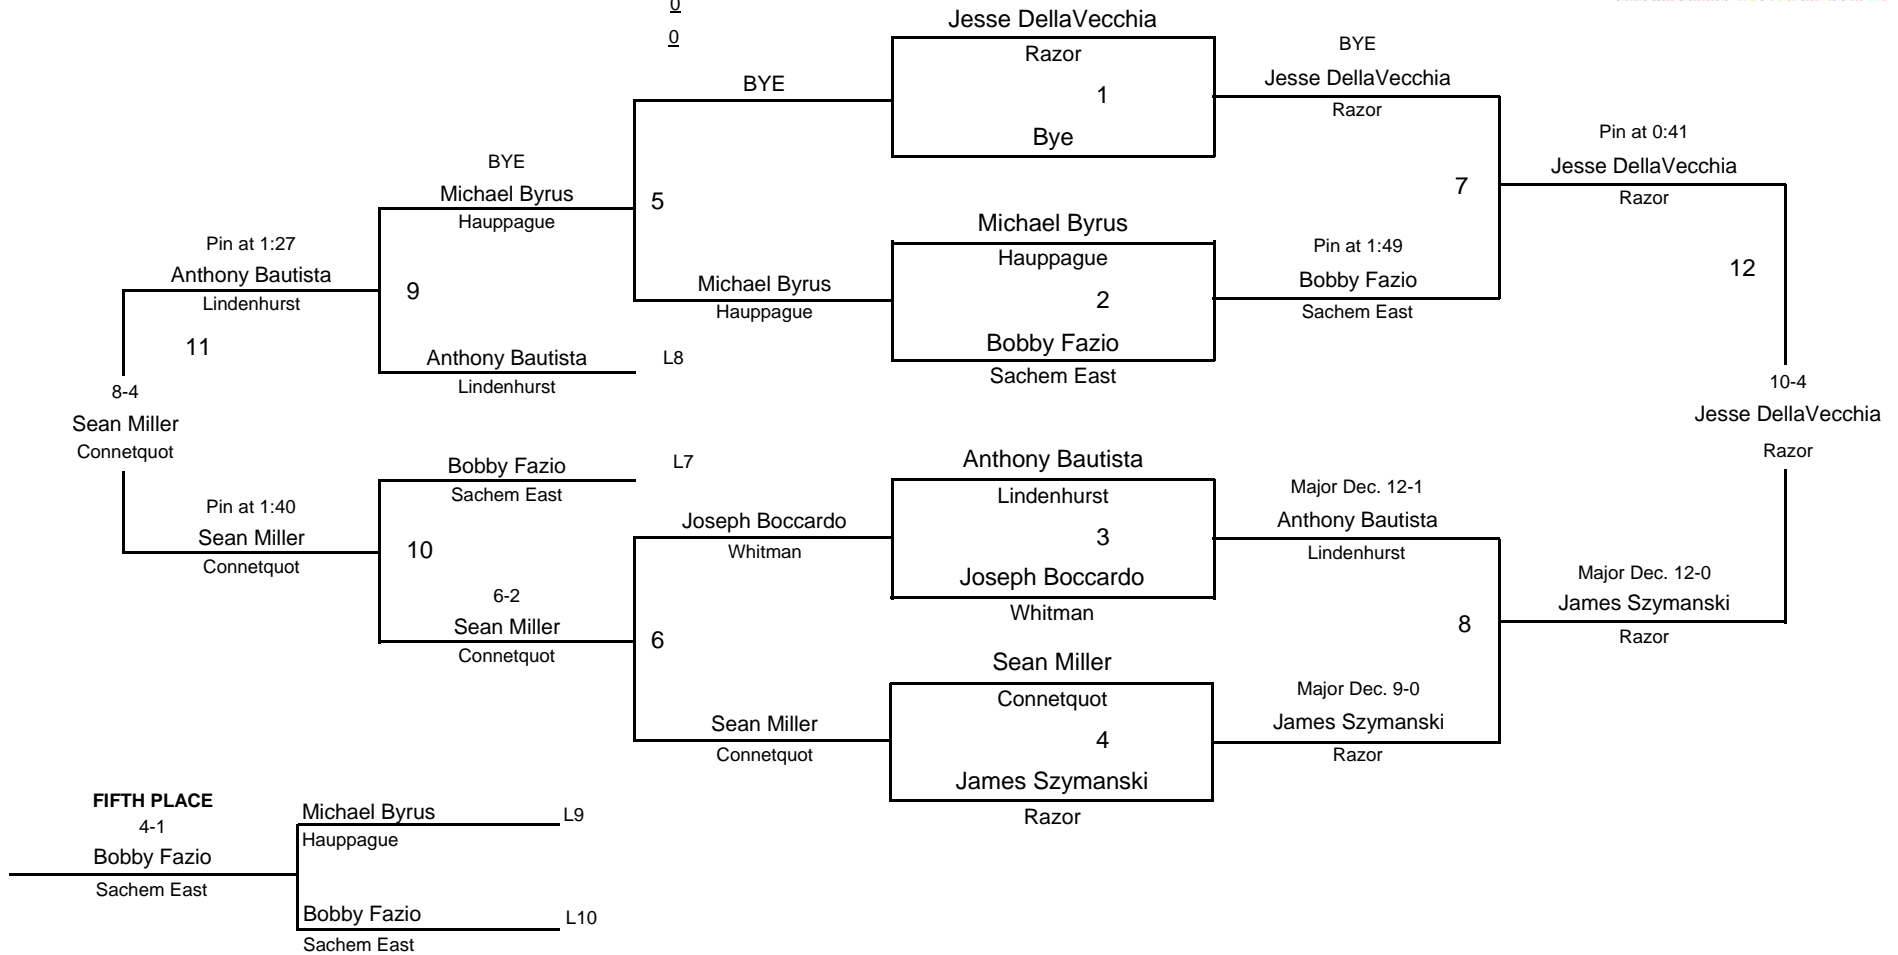 0
0
Jesse DellaVecchia
Razor
1
Bye
BYE
Jesse DellaVecchia
Razor
BYE
Michael Byrus
Hauppague
2
Bobby Fazio
Sachem East
Pin at 1:49
Bobby Fazio
Sachem East
7
Pin at 0:41
Jesse DellaVecchia
Razor
12
BYE
Michael Byrus
Hauppague
5
Michael Byrus
Hauppague
Pin at 1:27
Anthony Bautista
Lindenhurst
9
Anthony Bautista
Lindenhurst
L8
11
8-4
Sean Miller
Connetquot
10-4
Jesse DellaVecchia
Razor
Bobby Fazio
Sachem East
L7
Pin at 1:40
Sean Miller
Connetquot
10
6-2
Sean Miller
Connetquot
6
Joseph Boccardo
Whitman
Sean Miller
Connetquot
Anthony Bautista
Lindenhurst
3
Joseph Boccardo
Whitman
Major Dec. 12-1
Anthony Bautista
Lindenhurst
Sean Miller
Connetquot
4
James Szymanski
Razor
Major Dec. 9-0
James Szymanski
Razor
8
Major Dec. 12-0
James Szymanski
Razor
FIFTH PLACE
4-1
Bobby Fazio
Sachem East
Michael Byrus
Hauppague
L9
Bobby Fazio
Sachem East
L10